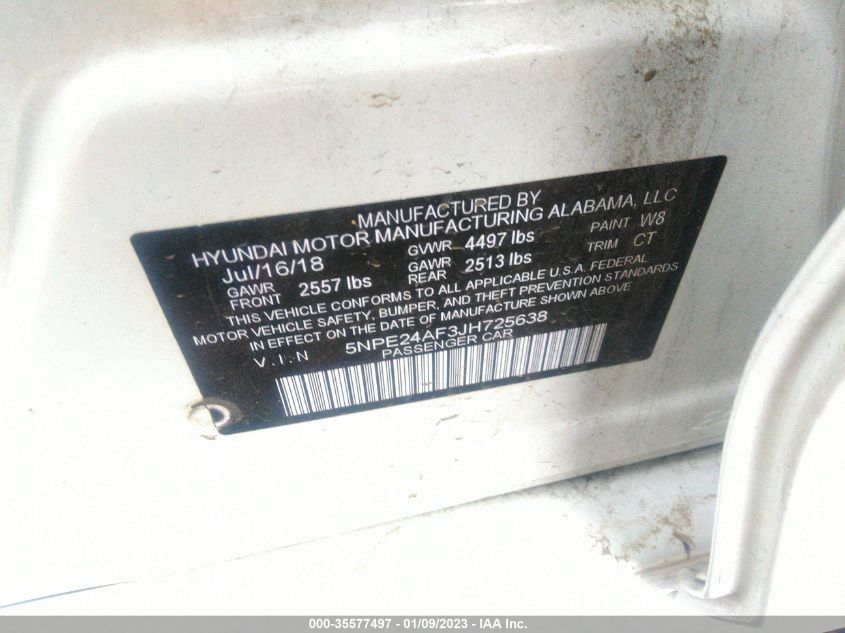 MANUFACTURED BY
HYUNDAI MOTOR MANUFACTURING ALABAMA, LLC
Jul/16/18 GVWR 4497 lbs PAINT W8
GAWR FRONT 2557 lbs GAWR REAR 2513 lbs TRIM CT
THIS VEHICLE CONFORMS TO ALL APPLICABLE U.S.A. FEDERAL
MOTOR VEHICLE SAFETY, BUMPER, AND THEFT PREVENTION STANDARDS
IN EFFECT ON THE DATE OF MANUFACTURE SHOWN ABOVE
V.I.N 5NPE24AF3JH725638
PASSENGER CAR
000-35577497 - 01/09/2023 - IAA Inc.